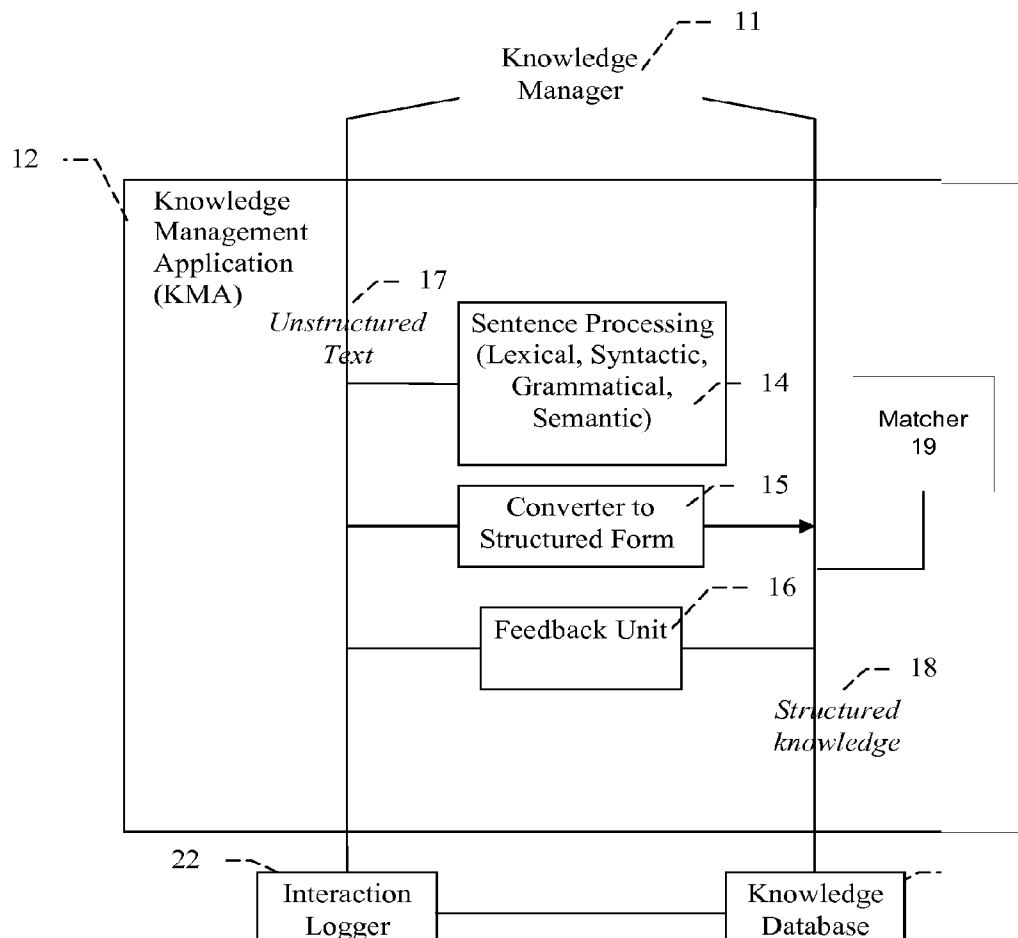 11
Knowledge
Manager
12
Knowledge
Management
Application
(KMA)
17
Unstructured
Text
Sentence Processing
(Lexical, Syntactic,
Grammatical,
Semantic)
14
Matcher
19
15
Converter to
Structured Form
16
Feedback Unit
18
Structured
knowledge
22
Interaction
Logger
Knowledge
Database